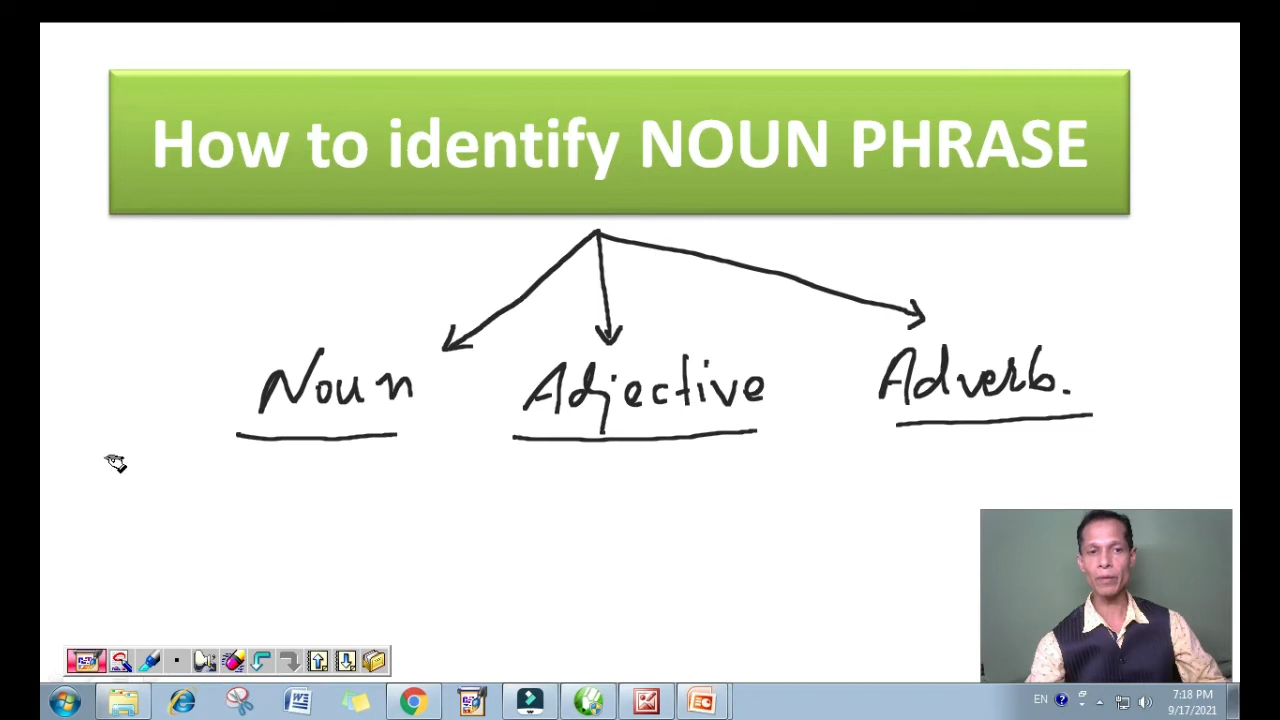 How to identify NOUN PHRASE
Noun Adjective Adverb.
EN
7:18 PM
9/17/2021